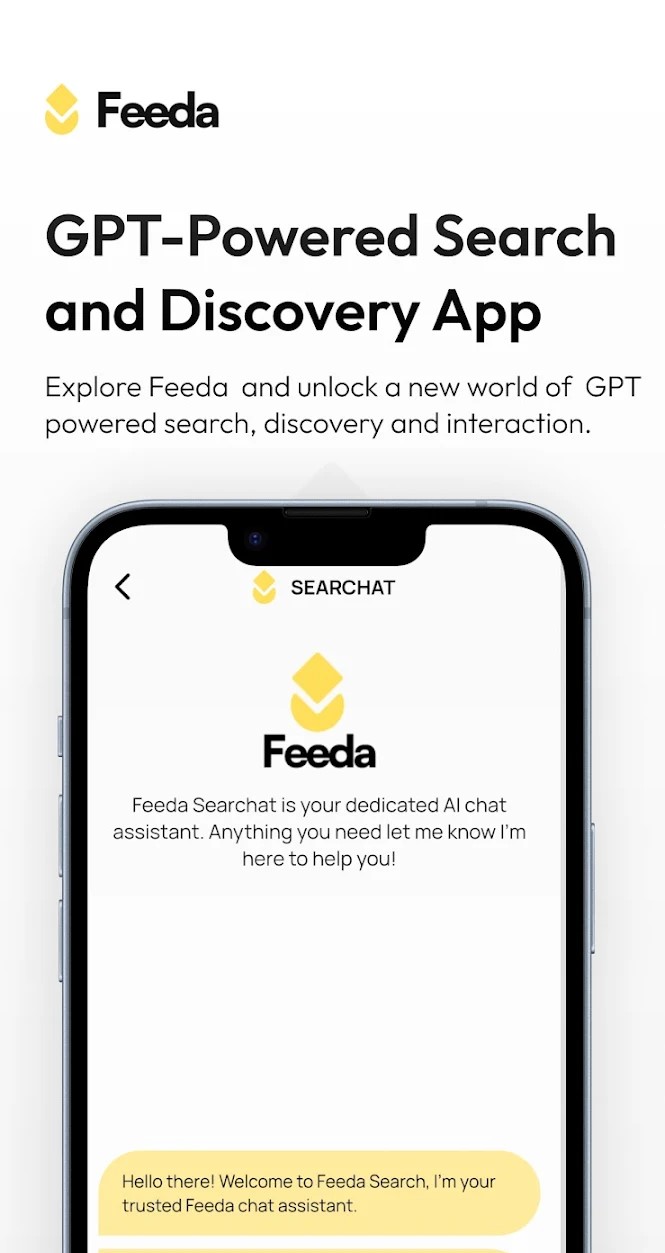 Feeda
GPT-Powered Search
and Discovery App
Explore Feeda and unlock a new world of GPT
powered search, discovery and interaction.
SEARCHAT
Feeda
Feeda Searchat is your dedicated AI chat
assistant. Anything you need let me know I'm
here to help you!
Hello there! Welcome to Feeda Search, I'm your
trusted Feeda chat assistant.